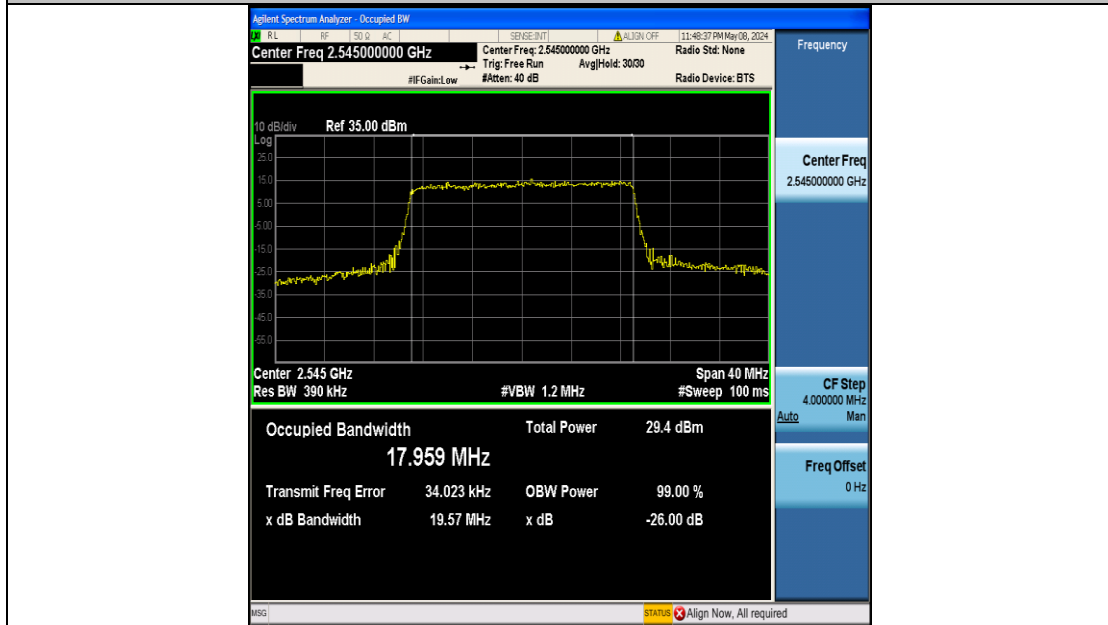 Agilent Spectrum Analyzer - Occupied BW
RL RF 50 Ω AC SENSE:INT ALIGN OFF 11:48:37 PM May 08, 2024
Center Freq 2.545000000 GHz
Center Freq: 2.545000000 GHz
Radio Std: None
Trig: Free Run Avg|Hold: 30/30
#IFGain:Low
#Atten: 40 dB
Radio Device: BTS
10 dB/div Ref 35.00 dBm
Log
25.0
15.0
5.00
-5.00
-15.0
-25.0
-35.0
-45.0
-55.0
Center 2.545 GHz Span 40 MHz
Res BW 390 kHz #VBW 1.2 MHz #Sweep 100 ms
Occupied Bandwidth Total Power 29.4 dBm
17.959 MHz
Transmit Freq Error 34.023 kHz OBW Power 99.00 %
x dB Bandwidth 19.57 MHz x dB -26.00 dB
Frequency
Center Freq
2.545000000 GHz
CF Step
4.000000 MHz
Auto Man
Freq Offset
0 Hz
MSG STATUS Align Now, All required